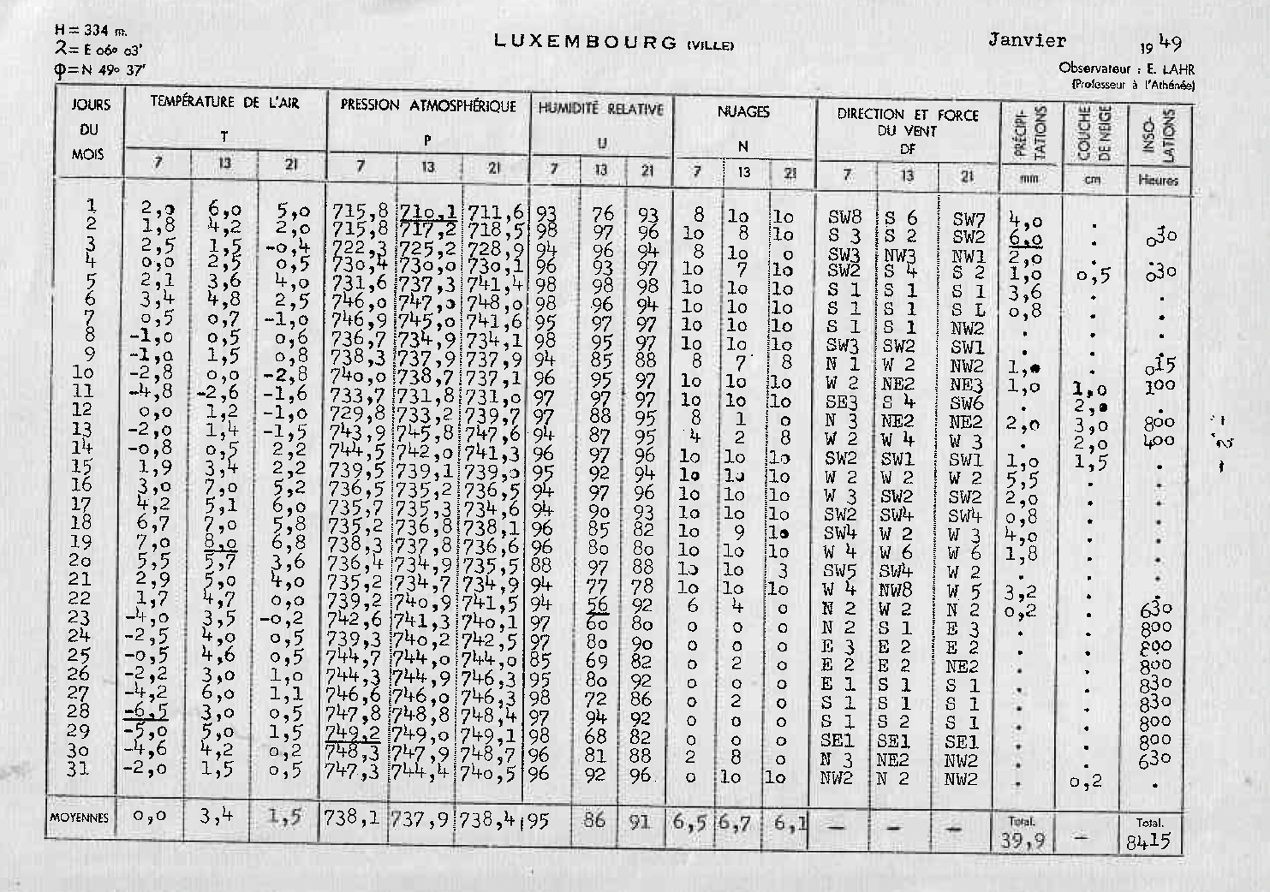 H = 334 m.
λ = E 06° 03'
φ = N 49° 37'
LUXEMBOURG (VILLE)
Janvier 1949
Observateur : E. LAHR
(Professeur à l'Athénée)
JOURS DU MOIS TEMPÉRATURE DE L'AIR T PRESSION ATMOSPHÉRIQUE P HUMIDITÉ RELATIVE U NUAGES N DIRECTION ET FORCE DU VENT DF PRÉCIPITATIONS COUCHE DE NEIGE INSOLATIONS
7 13 21 7 13 21 7 13 21 7 13 21 7 13 21 mm cm Heures
1 2,0 6,0 5,0 715,8 710,1 711,6 93 76 93 8 10 10 SW8 S 6 SW7 4,0 .
2 1,8 4,2 2,0 715,8 717,2 718,5 98 97 96 10 8 10 S 3 S 2 SW2 6,0 . 030
3 2,5 1,5 -0,4 722,3 725,2 728,9 94 96 94 8 10 0 SW3 NW3 NW1 2,0 . .
4 0,0 2,5 0,5 730,4 730,0 730,1 96 93 97 10 7 10 SW2 S 4 S 2 1,0 0,5 030
5 2,1 3,6 4,0 731,6 737,3 741,4 98 98 98 10 10 10 S 1 S 1 S 1 3,6 . .
6 3,4 4,8 2,5 746,0 747,0 748,0 98 96 94 10 10 10 S 1 S 1 S L 0,8 . .
7 0,5 0,7 -1,0 746,9 745,0 741,6 95 97 97 10 10 10 S 1 S 1 NW2 . . .
8 -1,0 0,5 0,6 736,7 734,9 734,1 98 95 97 10 10 10 SW3 SW2 SW1 . . .
9 -1,0 1,5 0,8 738,3 737,9 737,9 94 85 88 8 7 8 N 1 W 2 NW2 1, . 015
10 -2,8 0,0 -2,8 740,0 738,7 737,1 96 95 97 10 10 10 W 2 NE2 NE3 1,0 1,0 100
11 -4,8 -2,6 -1,6 733,7 731,8 731,0 97 97 97 10 10 10 SE3 S 4 SW6 . 2, .
12 0,0 1,2 -1,0 729,8 733,2 739,7 97 88 95 8 1 0 N 3 NE2 NE2 2,0 3,0 800
13 -2,0 1,4 -1,5 743,9 745,8 747,6 94 87 95 4 2 8 W 2 W 4 W 3 . 2,0 400
14 -0,8 0,5 2,2 744,5 742,0 741,3 96 97 96 10 10 10 SW2 SW1 SW1 1,0 1,5 .
15 1,9 3,4 2,2 739,5 739,1 739,0 95 92 94 10 10 10 W 2 W 2 W 2 5,5 . .
16 3,0 7,0 5,2 736,5 735,2 736,5 94 97 96 10 10 10 W 3 SW2 SW2 2,0 . .
17 4,2 5,1 6,0 735,7 735,3 734,6 94 90 93 10 10 10 SW2 SW4 SW4 0,8 . .
18 6,7 7,0 5,8 735,2 736,8 738,1 96 85 82 10 9 10 SW4 W 2 W 3 4,0 . .
19 7,0 8,0 6,8 738,3 737,8 736,6 96 80 80 10 10 10 W 4 W 6 W 6 1,8 . .
20 5,5 5,7 3,6 736,4 734,9 735,5 88 97 88 10 10 3 SW5 SW4 W 2 . . .
21 2,9 5,0 4,0 735,2 734,7 734,9 94 77 78 10 10 10 W 4 NW8 W 5 3,2 . .
22 1,7 4,7 0,0 739,2 740,9 741,5 94 56 92 6 4 0 N 2 W 2 N 2 0,2 . 630
23 -4,0 3,5 -0,2 742,6 741,3 740,1 97 60 80 0 0 0 N 2 S 1 E 3 . . 800
24 -2,5 4,0 0,5 739,3 740,2 742,5 97 80 90 0 0 0 E 3 E 2 E 2 . . 800
25 -0,5 4,6 0,5 744,7 744,0 744,0 85 69 82 0 2 0 E 2 E 2 NE2 . . 800
26 -2,2 3,0 1,0 744,3 744,9 746,3 95 80 92 0 0 0 E 1 S 1 S 1 . . 830
27 -4,2 6,0 1,1 746,6 746,0 746,3 98 72 86 0 2 0 S 1 S 1 S 1 . . 830
28 -6,5 3,0 0,5 747,8 748,8 748,4 97 94 92 0 0 0 S 1 S 2 S 1 . . 800
29 -5,0 5,0 1,5 749,2 749,0 749,1 98 68 82 0 0 0 SE1 SE1 SE1 . . 800
30 -4,6 4,2 0,2 748,3 747,9 748,7 96 81 88 2 8 0 N 3 NE2 NW2 . . 630
31 -2,0 1,5 0,5 747,3 744,4 740,5 96 92 96 0 10 10 NW2 N 2 NW2 0,2 .
MOYENNES 0,0 3,4 1,5 738,1 737,9 738,4 95 86 91 6,5 6,7 6,1 – – – Total. 39,9 – Total. 8415
- 2 -